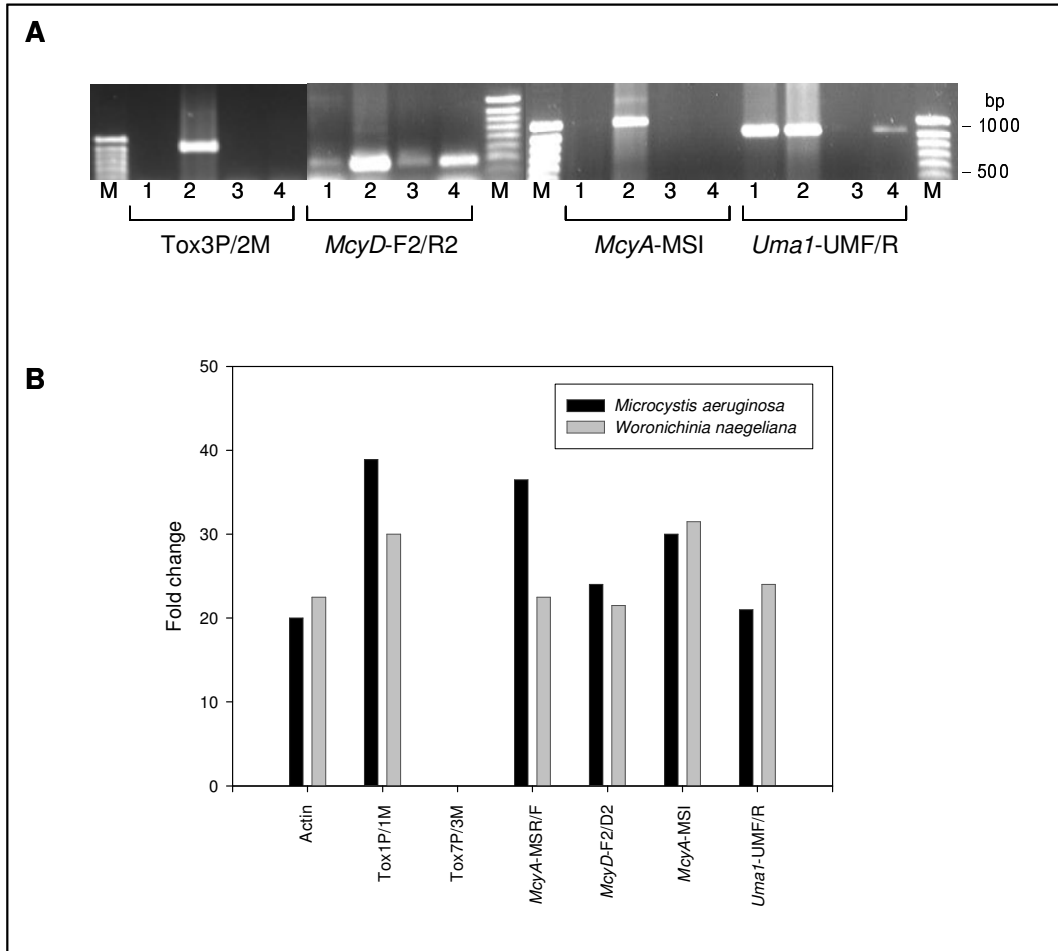 A
bp
– 1000
– 500
M 1 2 3 4 1 2 3 4 M M 1 2 3 4 1 2 3 4 M
Tox3P/2M McyD-F2/R2 McyA-MSI Uma1-UMF/R
B
50
40
30
20
10
0
Fold change
Microcystis aeruginosa
Woronichinia naegeliana
Actin
Tox1P/1M
Tox7P/3M
McyA-MSR/F
McyD-F2/D2
McyA-MSI
Uma1-UMF/R